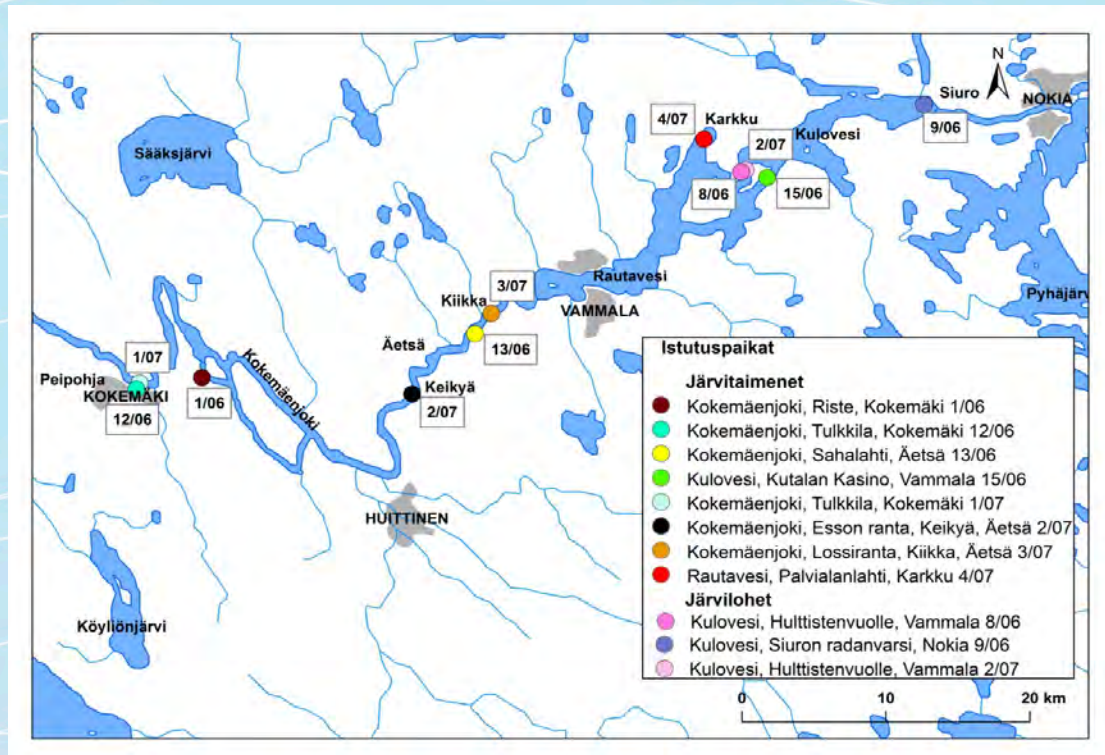 N
Siuro
NOKIA
9/06
4/07
Karkku
2/07
Kulovesi
8/06
15/06
Sääksjärvi
Rautavesi
3/07
Kiikka
VAMMALA
Pyhäjärv
13/06
Äetsä
1/07
Peipohja
KOKEMÄKI
12/06
1/06
Kokemäenjoki
Keikyä
2/07
HUITTINEN
Köyliönjärvi
Istutuspaikat
Järvitaimenet
Kokemäenjoki, Riste, Kokemäki 1/06
Kokemäenjoki, Tulkkila, Kokemäki 12/06
Kokemäenjoki, Sahalahti, Äetsä 13/06
Kulovesi, Kutalan Kasino, Vammala 15/06
Kokemäenjoki, Tulkkila, Kokemäki 1/07
Kokemäenjoki, Esson ranta, Keikyä, Äetsä 2/07
Kokemäenjoki, Lossiranta, Kiikka, Äetsä 3/07
Rautavesi, Palvialanlahti, Karkku 4/07
Järvilohet
Kulovesi, Hulttistenvuolle, Vammala 8/06
Kulovesi, Siuron radanvarsi, Nokia 9/06
Kulovesi, Hulttistenvuolle, Vammala 2/07
0 10 20 km